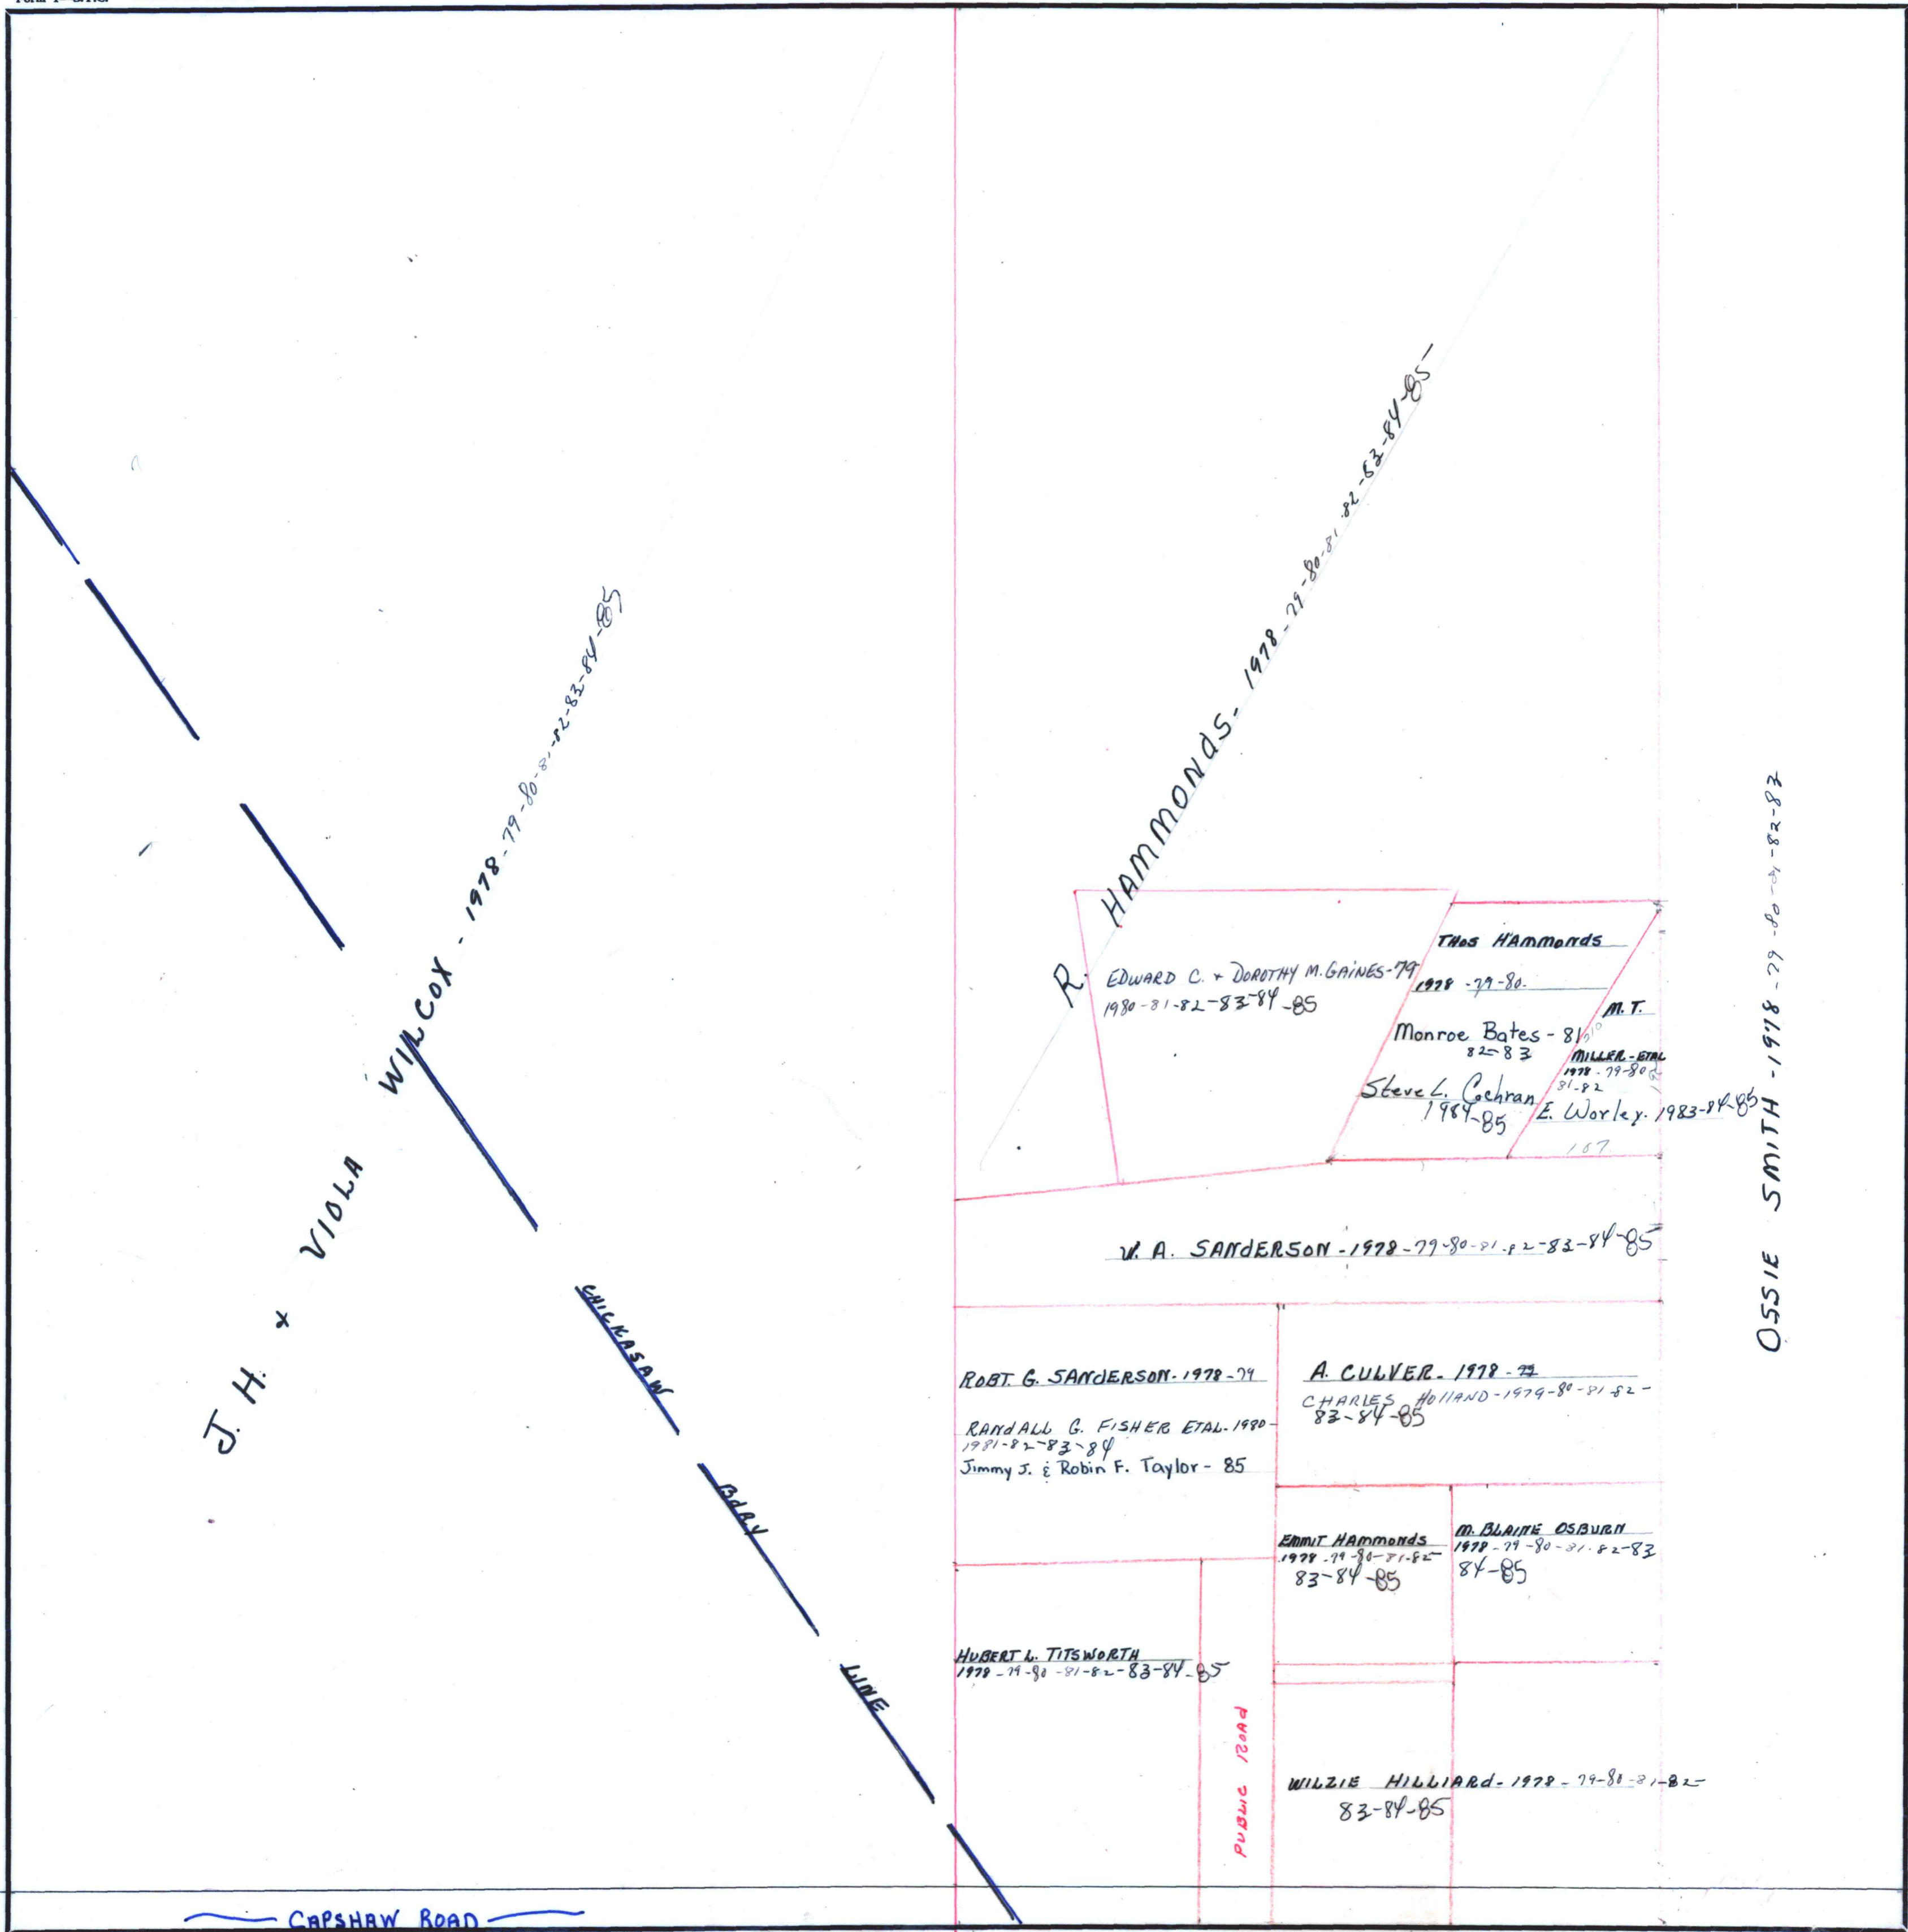 J. H. + VIOLA WILCOX - 1978 - 79 - 80 - 81 - 82 - 83 - 84 - 85
R. HAMMONDS - 1978 - 79 - 80 - 81 - 82 - 83 - 84 - 85
OSSIE SMITH - 1978 - 79 - 80 - 81 - 82 - 83
EDWARD C. + DOROTHY M. GAINES - 79
1980 - 81 - 82 - 83 - 84 - 85
THOS HAMMONDS
1978 - 79 - 80.
Monroe Bates - 81
82-83
Steve L. Cochran
1984-85
M.T.
MILLER - ETAL
1978 - 79-80
81-82
E. Worley. 1983-84-85
167
W. A. SANDERSON - 1978 - 79 - 80 - 81 - 82 - 83 - 84 - 85
ROBT. G. SANDERSON - 1978 - 79
RANDALL G. FISHER ETAL - 1980 -
1981 - 82 - 83 - 84
Jimmy J. & Robin F. Taylor - 85
A. CULVER - 1978 - 79
CHARLES HOLLAND - 1979 - 80 - 81 - 82 -
83 - 84 - 85
EMMIT HAMMONDS
1978 - 79 - 80 - 81 - 82 -
83 - 84 - 85
M. BLAINE OSBURN
1978 - 79 - 80 - 81 - 82 - 83
84 - 85
HUBERT L. TITSWORTH
1978 - 79 - 80 - 81 - 82 - 83 - 84 - 85
PUBLIC ROAD
WILZIE HILLIARD - 1978 - 79 - 80 - 81 - 82 -
83 - 84 - 85
CHICKASAW BDRY LINE
CAPSHAW ROAD